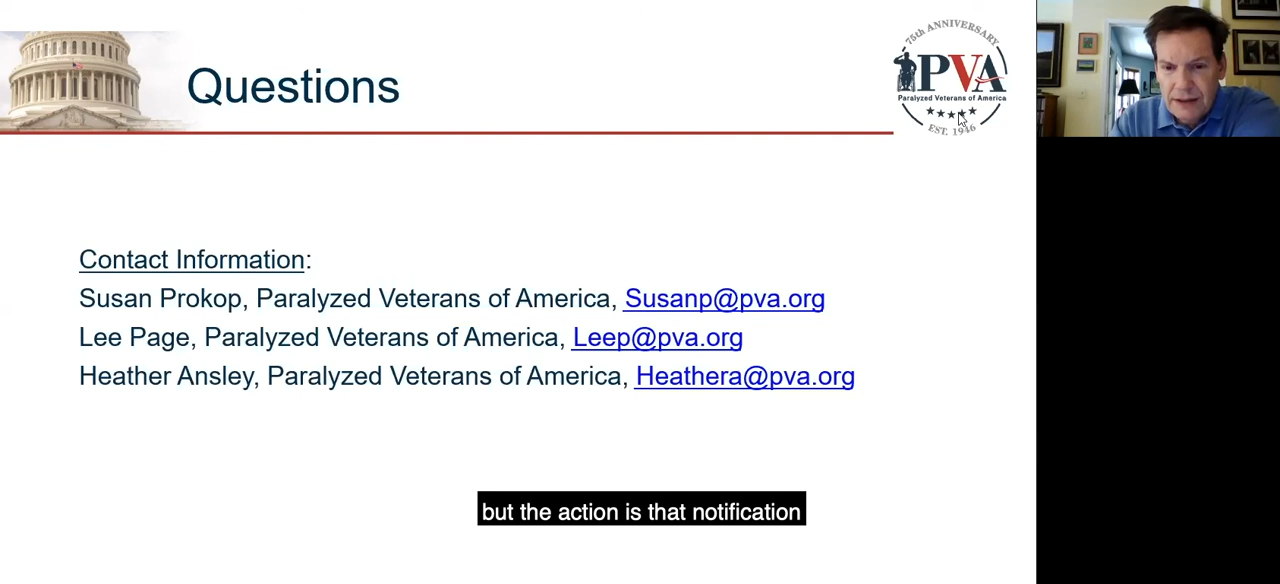 Questions
75th ANNIVERSARY
PVA
Paralyzed Veterans of America
EST. 1946
Contact Information:
Susan Prokop, Paralyzed Veterans of America, Susanp@pva.org
Lee Page, Paralyzed Veterans of America, Leep@pva.org
Heather Ansley, Paralyzed Veterans of America, Heathera@pva.org
but the action is that notification